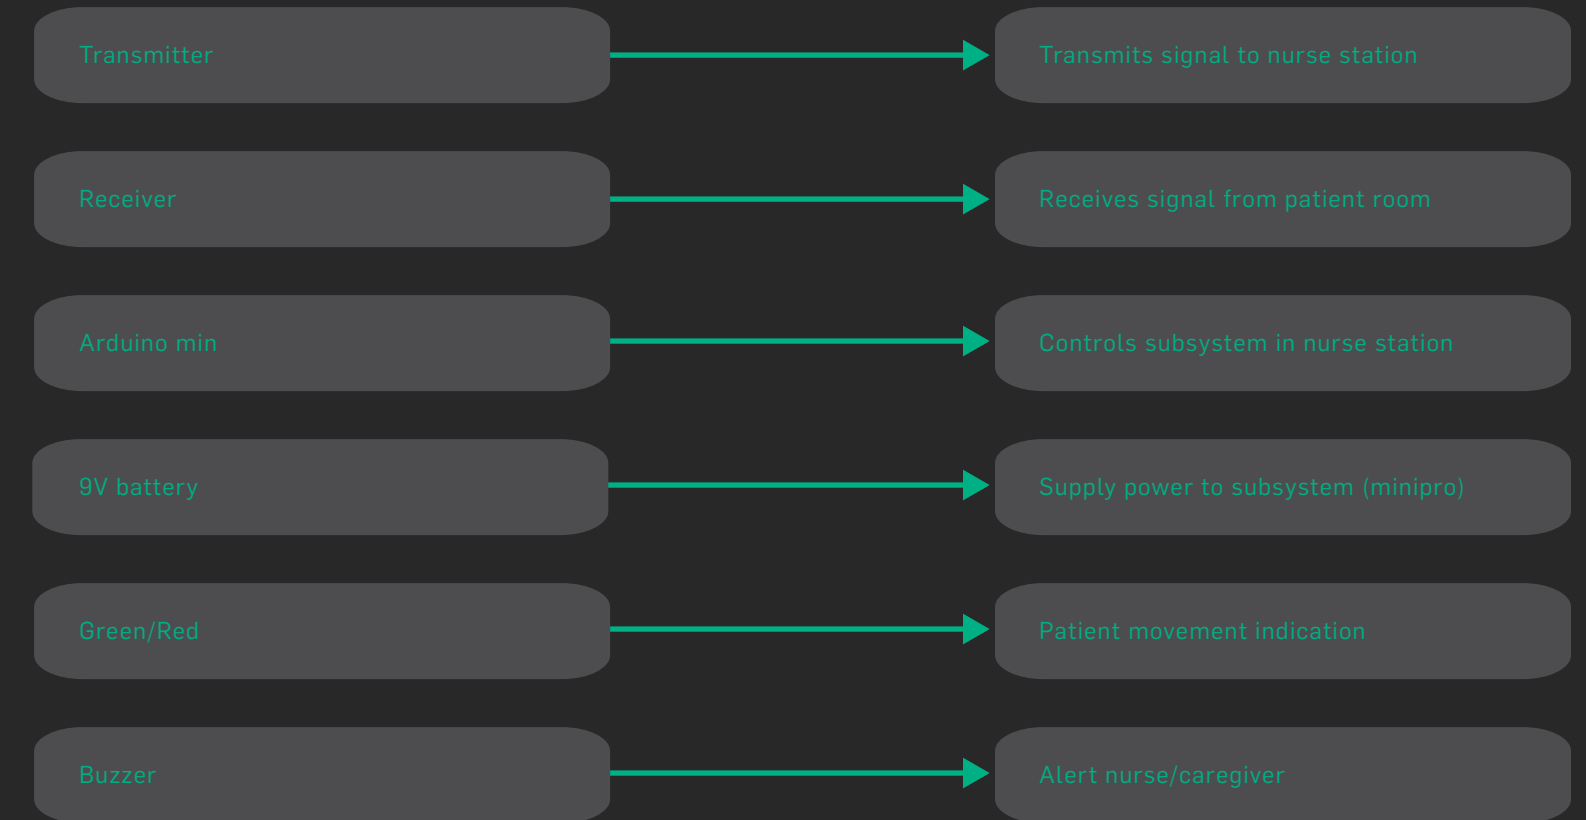 Transmitter
Transmits signal to nurse station
Receiver
Receives signal from patient room
Arduino min
Controls subsystem in nurse station
9V battery
Supply power to subsystem (minipro)
Green/Red
Patient movement indication
Buzzer
Alert nurse/caregiver